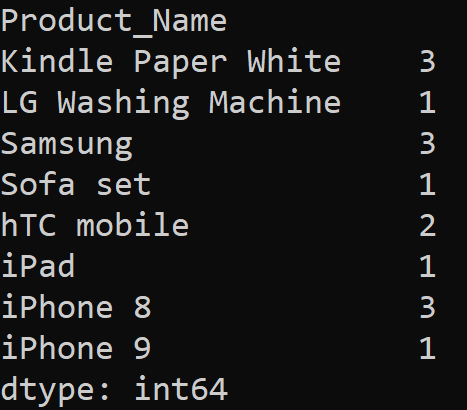 Product_Name
Kindle Paper White    3
LG Washing Machine    1
Samsung               3
Sofa set              1
hTC mobile            2
iPad                  1
iPhone 8              3
iPhone 9              1
dtype: int64